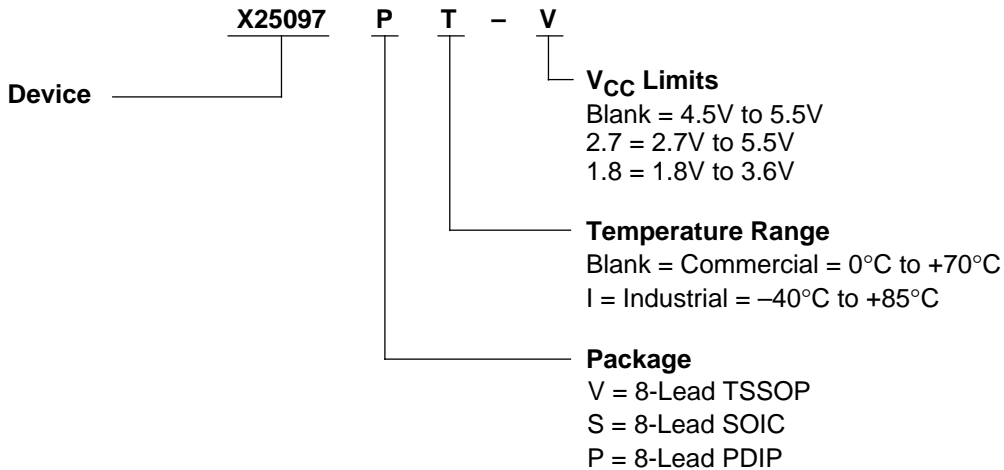 X25097 P T – V
Device
VCC Limits
Blank = 4.5V to 5.5V
2.7 = 2.7V to 5.5V
1.8 = 1.8V to 3.6V
Temperature Range
Blank = Commercial = 0°C to +70°C
I = Industrial = –40°C to +85°C
Package
V = 8-Lead TSSOP
S = 8-Lead SOIC
P = 8-Lead PDIP